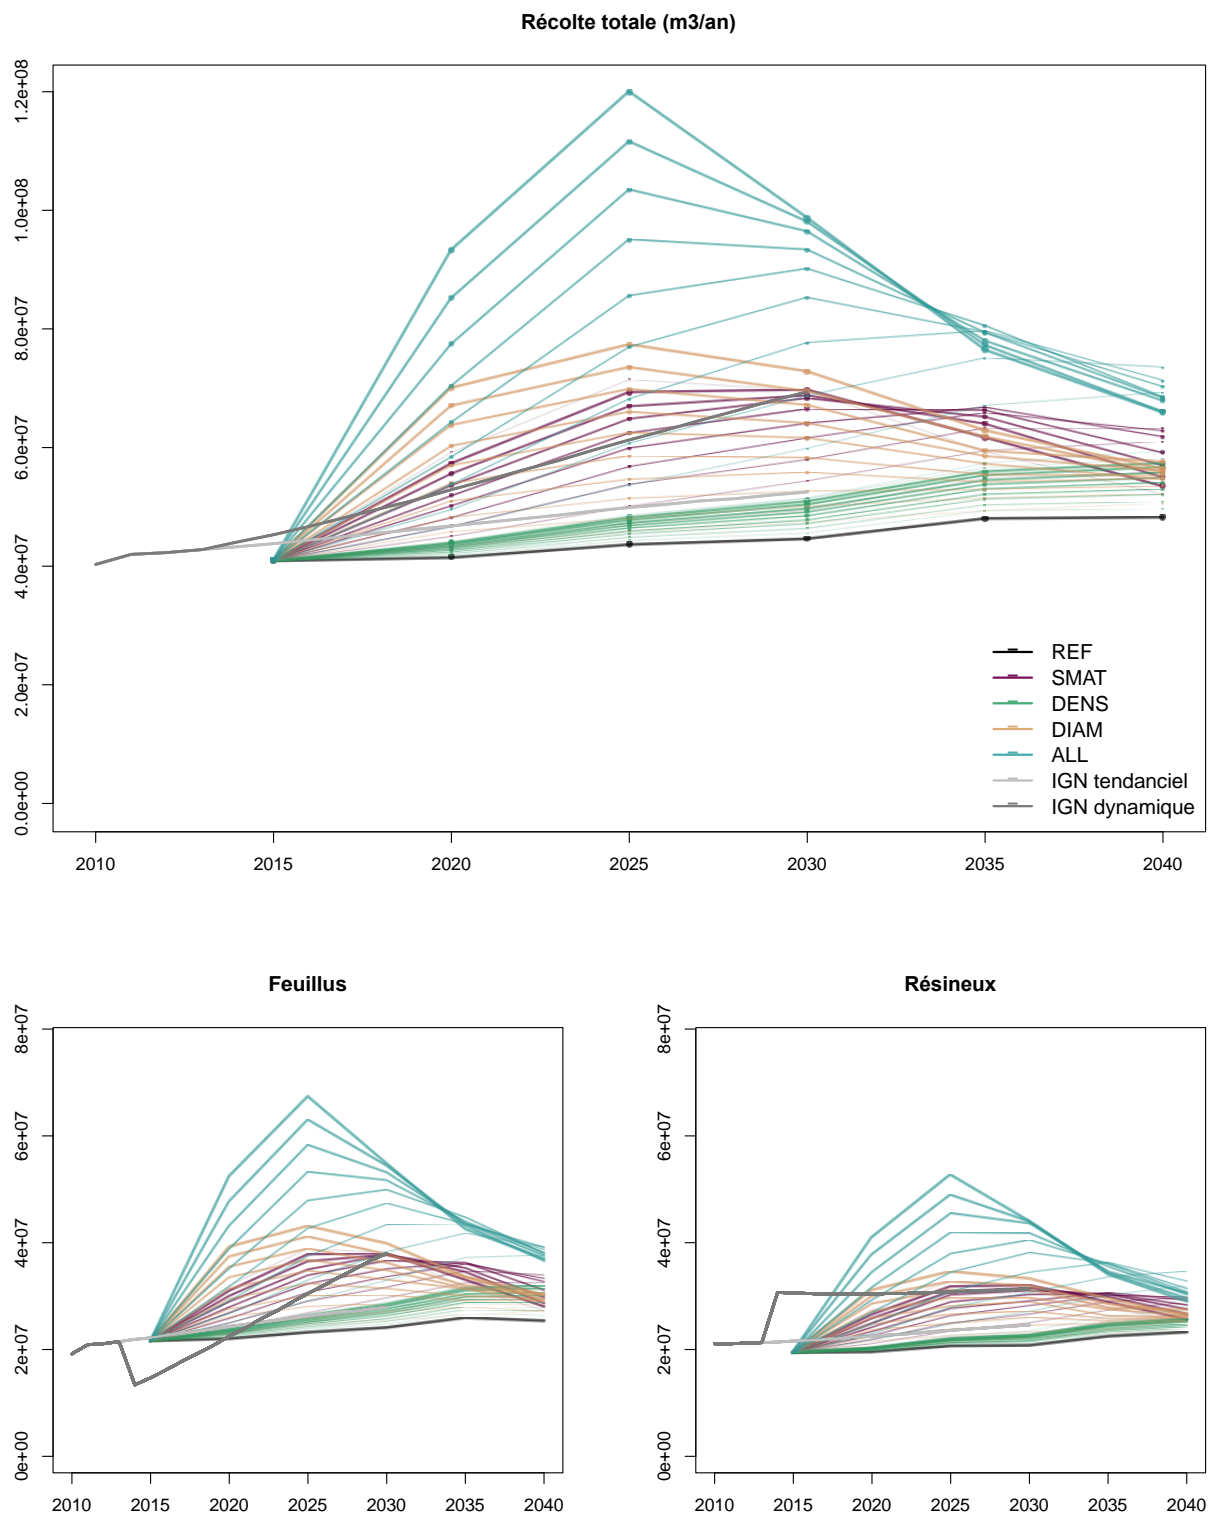 Récolte totale (m3/an)
1.2e+08
1.0e+08
8.0e+07
6.0e+07
4.0e+07
2.0e+07
0.0e+00
REF
SMAT
DENS
DIAM
ALL
IGN tendanciel
IGN dynamique
2010 2015 2020 2025 2030 2035 2040
Feuillus
8e+07
6e+07
4e+07
2e+07
0e+00
2010 2015 2020 2025 2030 2035 2040
Résineux
8e+07
6e+07
4e+07
2e+07
0e+00
2010 2015 2020 2025 2030 2035 2040